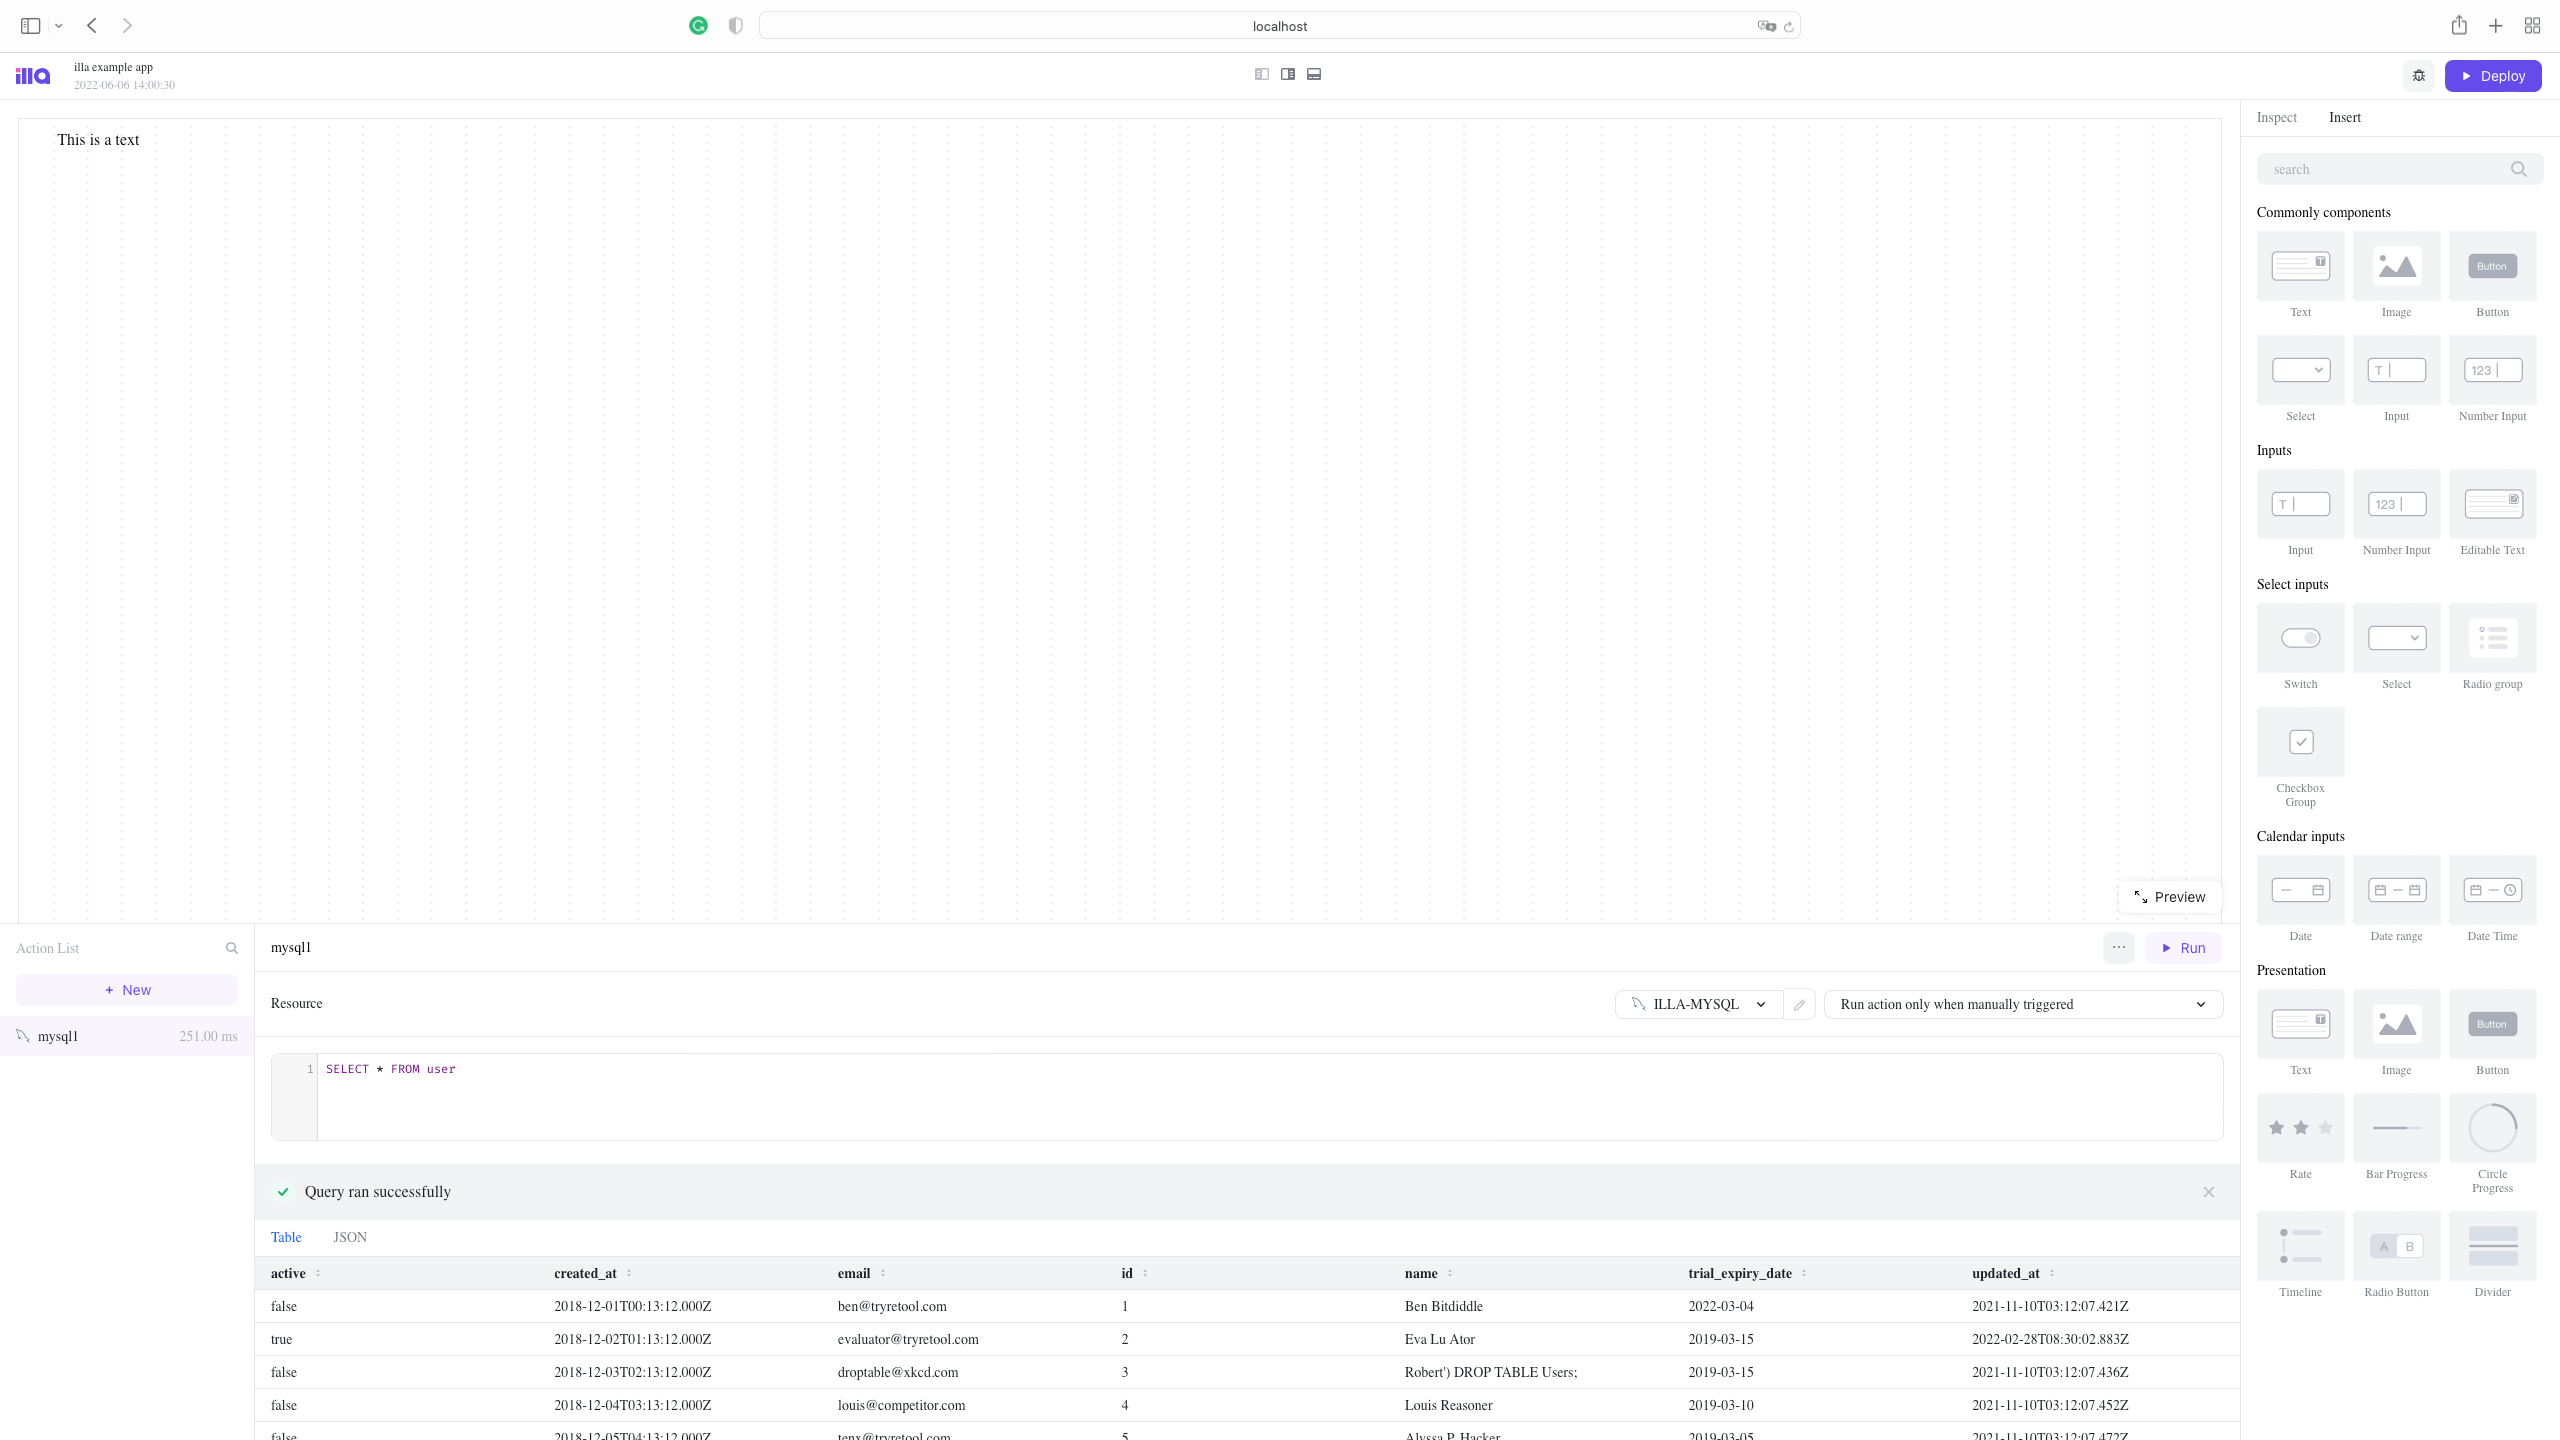 localhost
illa
illa example app
2022-06-06 14:00:30
Deploy
This is a text
Preview
Inspect Insert
search
Commonly components
Button
Text Image Button
T 123
Select Input Number Input
Inputs
T 123
Input Number Input Editable Text
Select inputs
Switch Select Radio group
Checkbox
Group
Calendar inputs
Date Date range Date Time
Presentation
Button
Text Image Button
Rate Bar Progress Circle
Progress
A B
Timeline Radio Button Divider
Action List
+ New
mysql1 251.00 ms
mysql1 ... Run
Resource ILLA-MYSQL Run action only when manually triggered
1 SELECT * FROM user
Query ran successfully
Table JSON
active created_at email id name trial_expiry_date updated_at
false 2018-12-01T00:13:12.000Z ben@tryretool.com 1 Ben Bitdiddle 2022-03-04 2021-11-10T03:12:07.421Z
true 2018-12-02T01:13:12.000Z evaluator@tryretool.com 2 Eva Lu Ator 2019-03-15 2022-02-28T08:30:02.883Z
false 2018-12-03T02:13:12.000Z droptable@xkcd.com 3 Robert') DROP TABLE Users; 2019-03-15 2021-11-10T03:12:07.436Z
false 2018-12-04T03:13:12.000Z louis@competitor.com 4 Louis Reasoner 2019-03-10 2021-11-10T03:12:07.452Z
false 2018-12-05T04:13:12.000Z tenx@tryretool.com 5 Alyssa P. Hacker 2019-03-05 2021-11-10T03:12:07.472Z